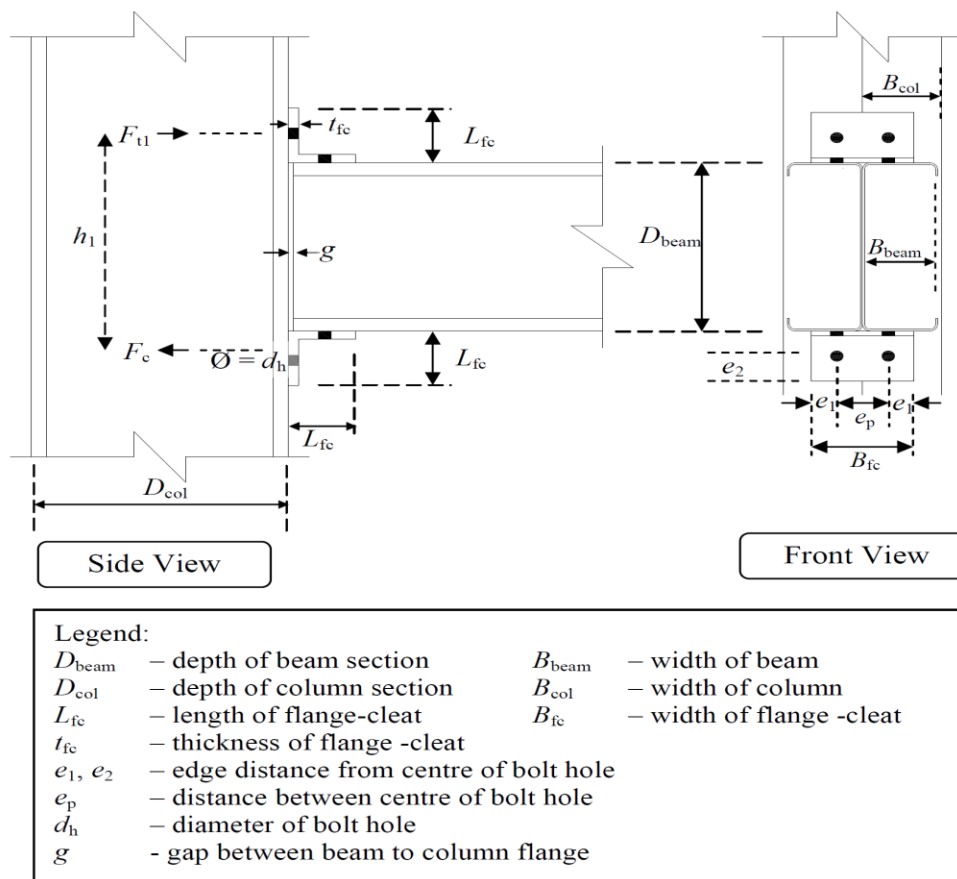 B_col
F_t1
t_fc
L_fc
h_1
g
D_beam
B_beam
F_c
Ø = d_h
L_fc
e_2
L_fc
e_1
e_p
e_1
B_fc
D_col
Side View
Front View
Legend:
D_beam – depth of beam section B_beam – width of beam
D_col – depth of column section B_col – width of column
L_fc – length of flange-cleat B_fc – width of flange -cleat
t_fc – thickness of flange -cleat
e_1, e_2 – edge distance from centre of bolt hole
e_p – distance between centre of bolt hole
d_h – diameter of bolt hole
g - gap between beam to column flange